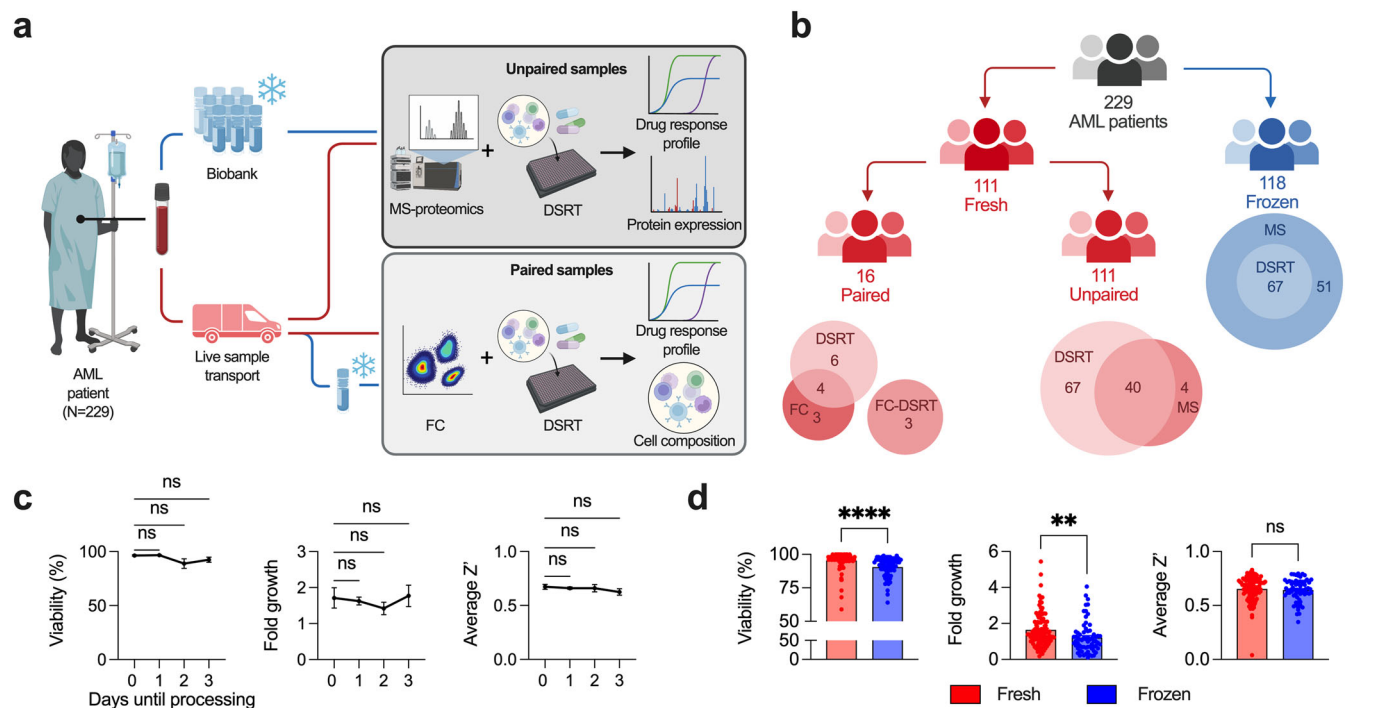 a
AML
patient
(N=229)
Biobank
Live sample
transport
Unpaired samples
MS-proteomics
+
DSRT
Drug response
profile
Protein expression
Paired samples
FC
+
DSRT
Drug response
profile
Cell composition
b
229
AML patients
111
Fresh
118
Frozen
MS
DSRT
67
51
16
Paired
111
Unpaired
DSRT
6
4
FC 3
FC-DSRT
3
DSRT
67
40
4
MS
c
ns
ns
ns
Viability (%)
100
50
0
0 1 2 3
Days until processing
ns
ns
ns
Fold growth
3
2
1
0
0 1 2 3
ns
ns
ns
Average Z'
1.0
0.5
0.0
0 1 2 3
d
****
Viability (%)
100
75
50
50
0
**
Fold growth
6
4
2
0
ns
Average Z'
1.0
0.5
0.0
Fresh
Frozen